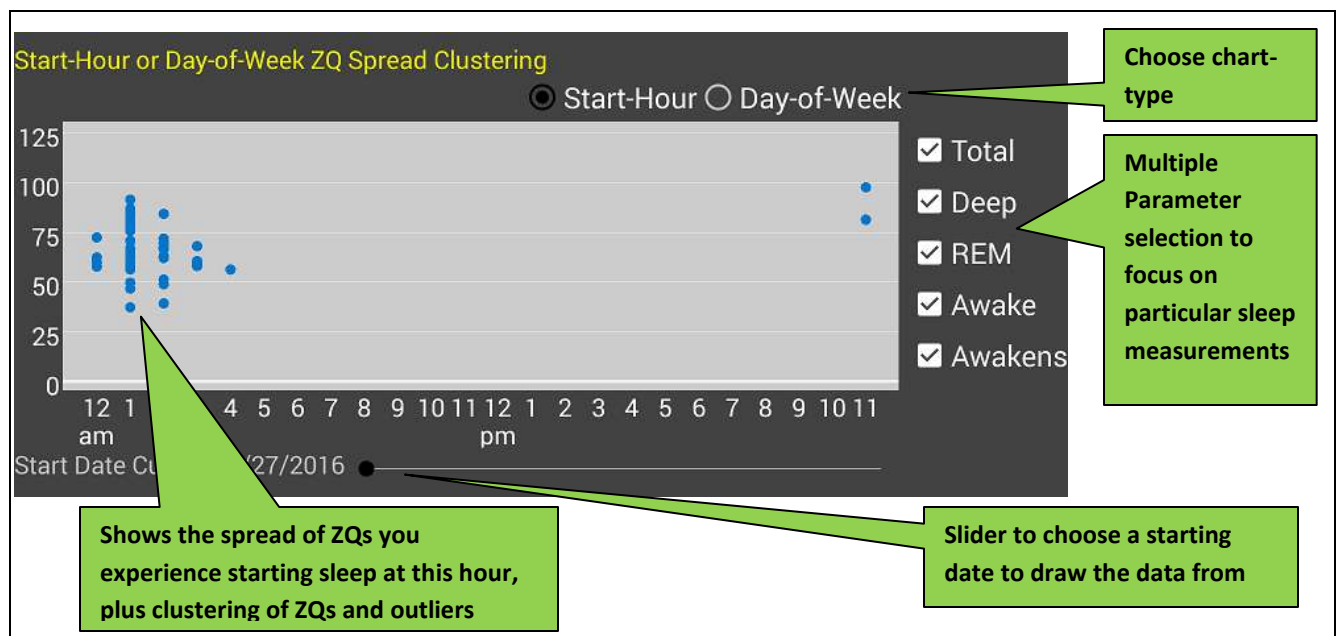 Start-Hour or Day-of-Week ZQ Spread Clustering
Start-Hour Day-of-Week
Choose chart-
type
125
100
75
50
25
0
Total
Deep
REM
Awake
Awakens
Multiple
Parameter
selection to
focus on
particular sleep
measurements
12 1 4 5 6 7 8 9 10 11 12 1 2 3 4 5 6 7 8 9 10 11
am pm
Start Date /27/2016
Shows the spread of ZQs you
experience starting sleep at this hour,
plus clustering of ZQs and outliers
Slider to choose a starting
date to draw the data from